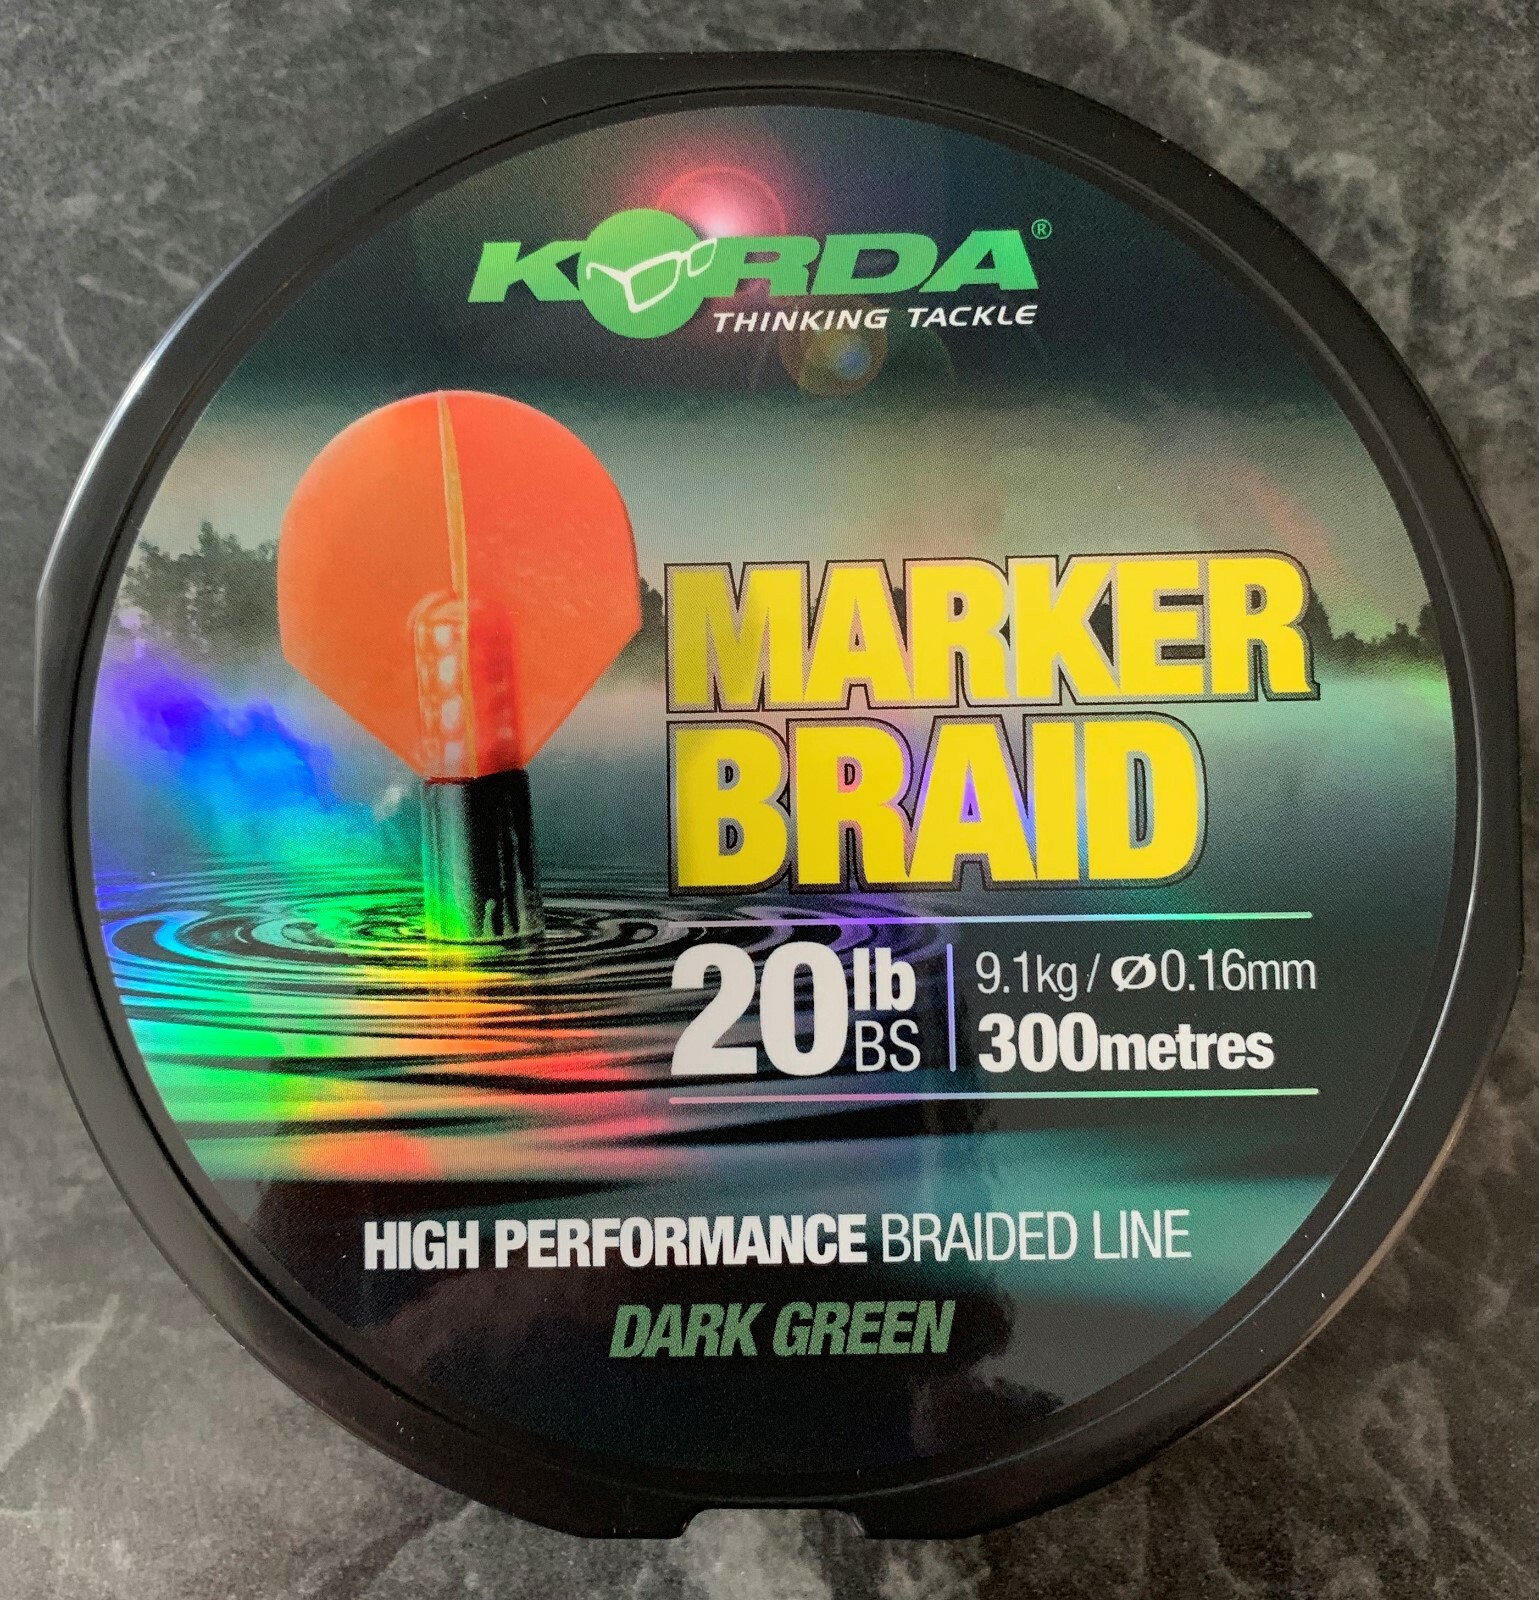 KORDA®
THINKING TACKLE
MARKER
BRAID
20lb BS
9.1kg / Ø0.16mm
300metres
HIGH PERFORMANCE BRAIDED LINE
DARK GREEN